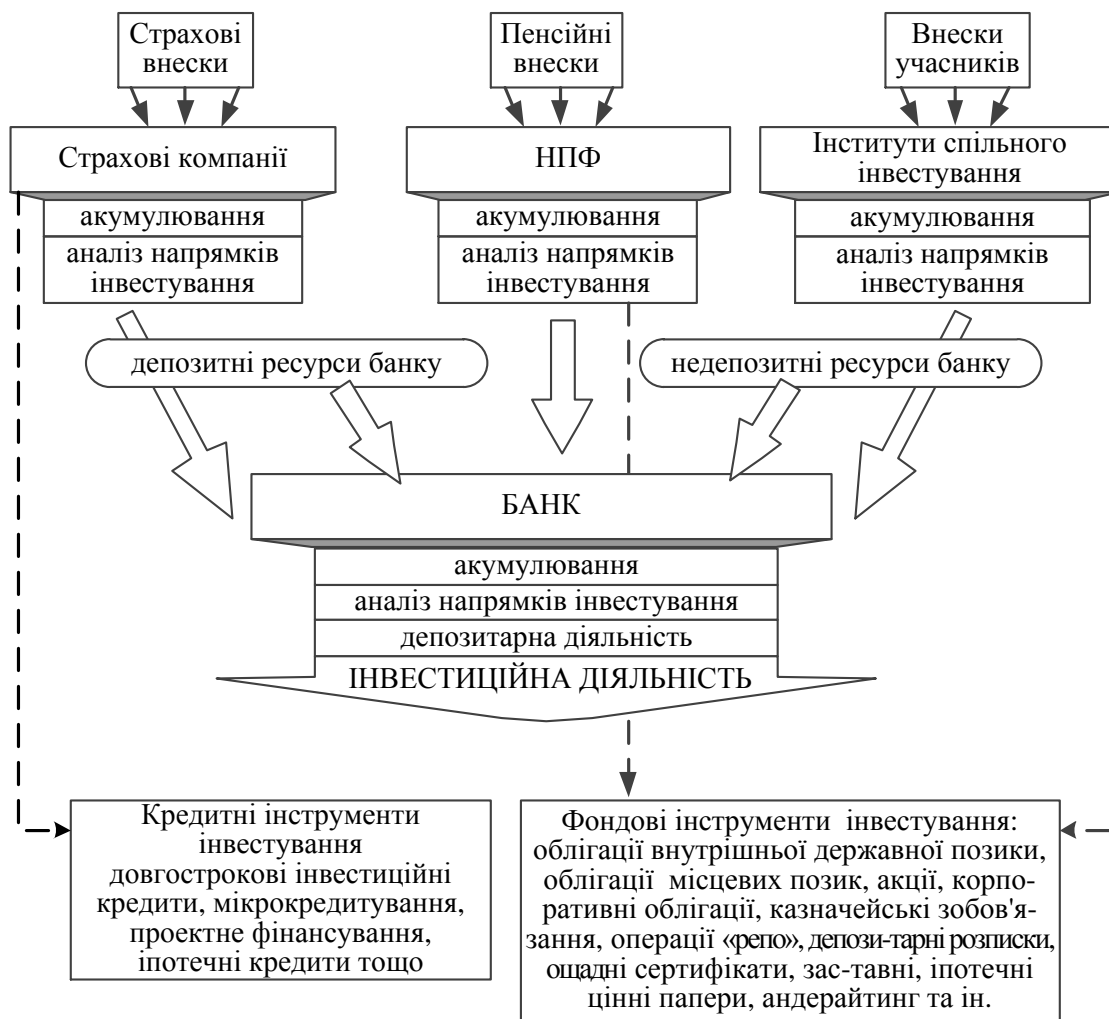 Страхові
внески
Пенсійні
внески
Внески
учасників
Страхові компанії
НПФ
Інститути спільного
інвестування
акумулювання
аналіз напрямків
інвестування
акумулювання
аналіз напрямків
інвестування
акумулювання
аналіз напрямків
інвестування
депозитні ресурси банку
недепозитні ресурси банку
БАНК
акумулювання
аналіз напрямків інвестування
депозитарна діяльність
ІНВЕСТИЦІЙНА ДІЯЛЬНІСТЬ
Кредитні інструменти
інвестування
довгострокові інвестиційні
кредити, мікрокредитування,
проектне фінансування,
іпотечні кредити тощо
Фондові інструменти інвестування:
облігації внутрішньої державної позики,
облігації місцевих позик, акції, корпо-
ративні облігації, казначейські зобов'я-
зання, операції «репо», депози-тарні розписки,
ощадні сертифікати, зас-тавні, іпотечні
цінні папери, андерайтинг та ін.